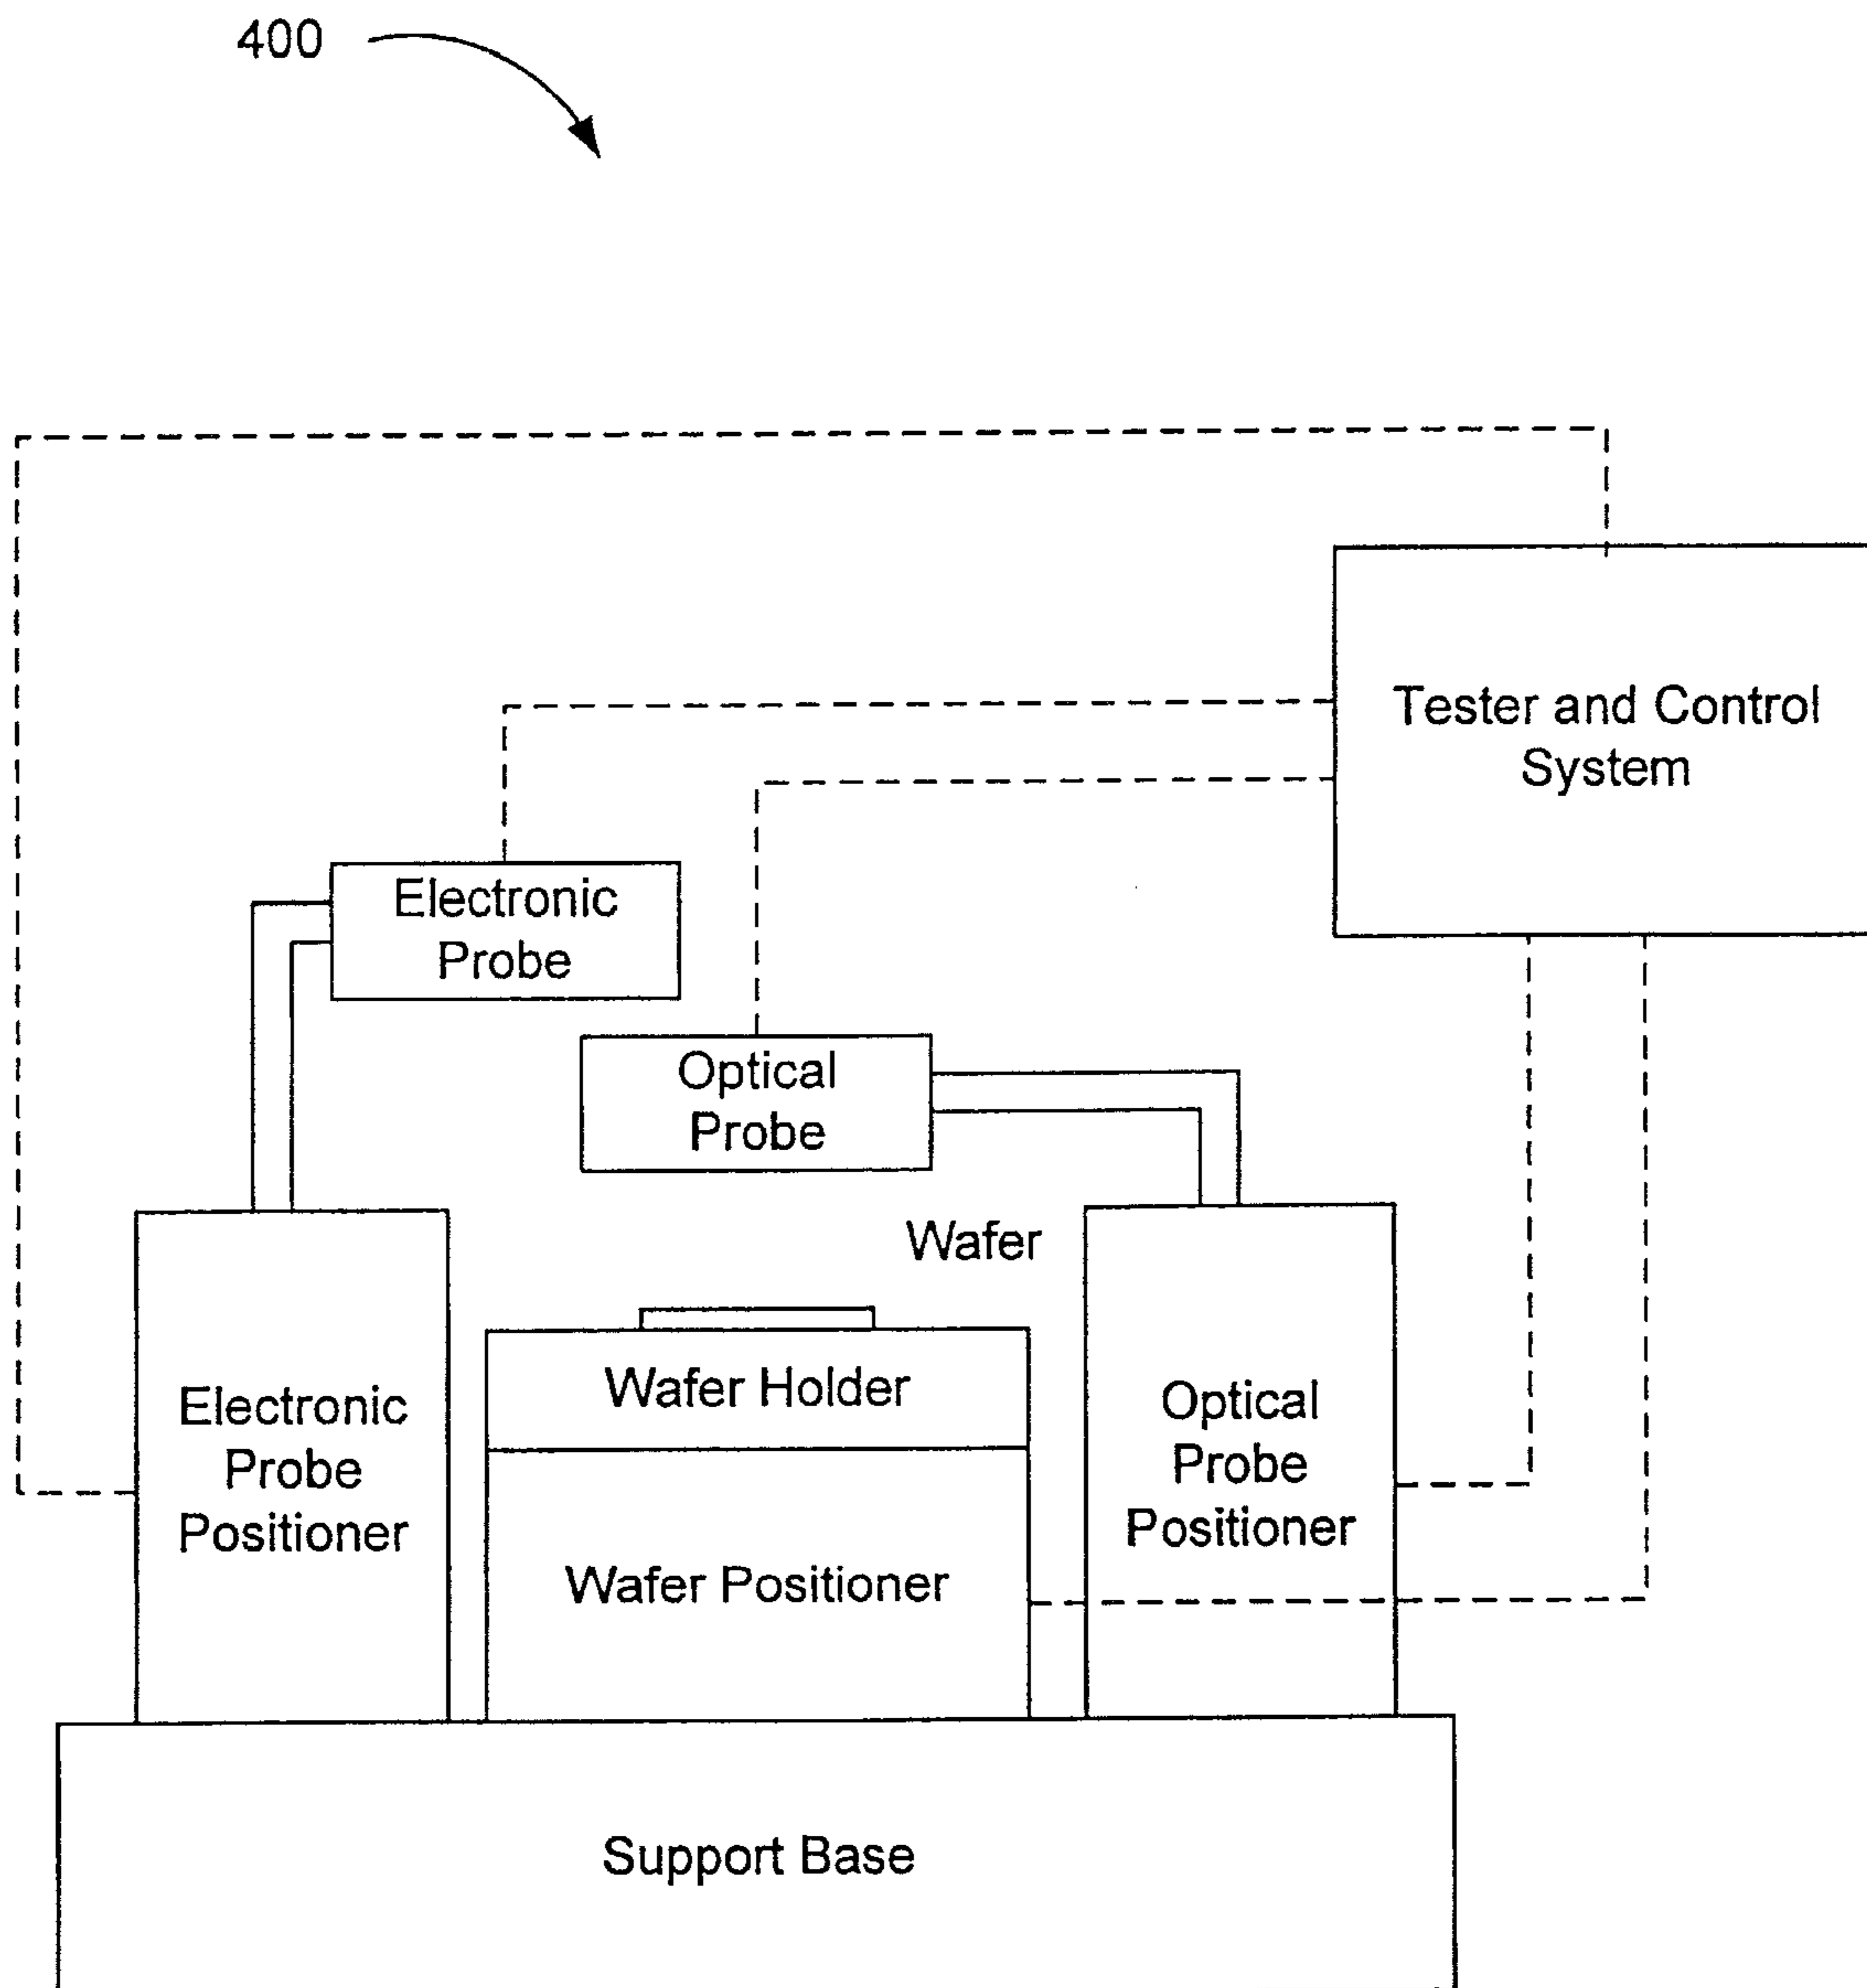 400
Tester and Control
System
Electronic
Probe
Optical
Probe
Wafer
Wafer Holder
Electronic
Probe
Positioner
Optical
Probe
Positioner
Wafer Positioner
Support Base